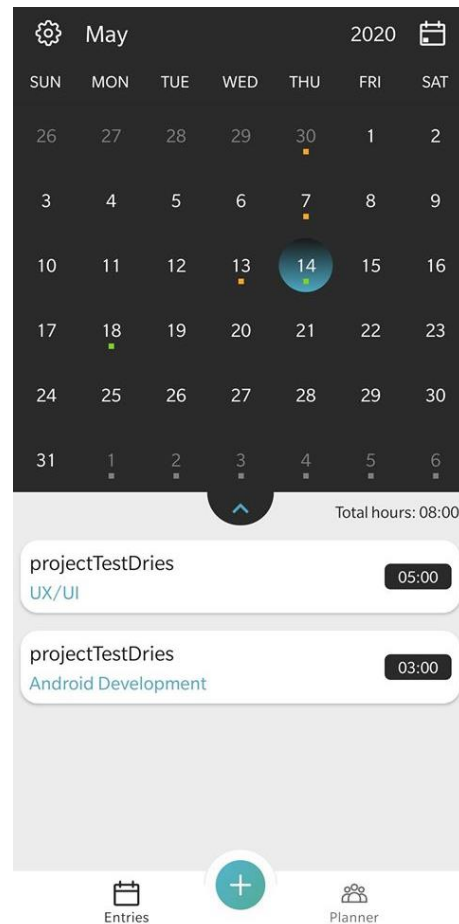 May 2020
SUN MON TUE WED THU FRI SAT
26 27 28 29 30 1 2
3 4 5 6 7 8 9
10 11 12 13 14 15 16
17 18 19 20 21 22 23
24 25 26 27 28 29 30
31 1 2 3 4 5 6
Total hours: 08:00
projectTestDries
UX/UI
05:00
projectTestDries
Android Development
03:00
Entries
Planner